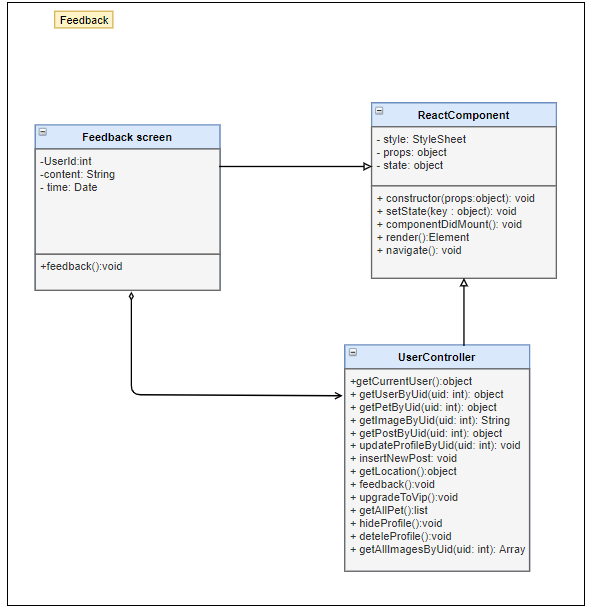 Feedback
Feedback screen
-UserId:int
-content: String
- time: Date
+feedback():void
ReactComponent
- style: StyleSheet
- props: object
- state: object
+ constructor(props:object): void
+ setState(key : object): void
+ componentDidMount(): void
+ render():Element
+ navigate(): void
UserController
+getCurrentUser():object
+ getUserByUid(uid: int): object
+ getPetByUid(uid: int): object
+ getImageByUid(uid: int): String
+ getPostByUid(uid: int): object
+ updateProfileByUid(uid: int): void
+ insertNewPost: void
+ getLocation():object
+ feedback():void
+ upgradeToVip():void
+ getAllPet():list
+ hideProfile():void
+ deteleProfile():void
+ getAllImagesByUid(uid: int): Array